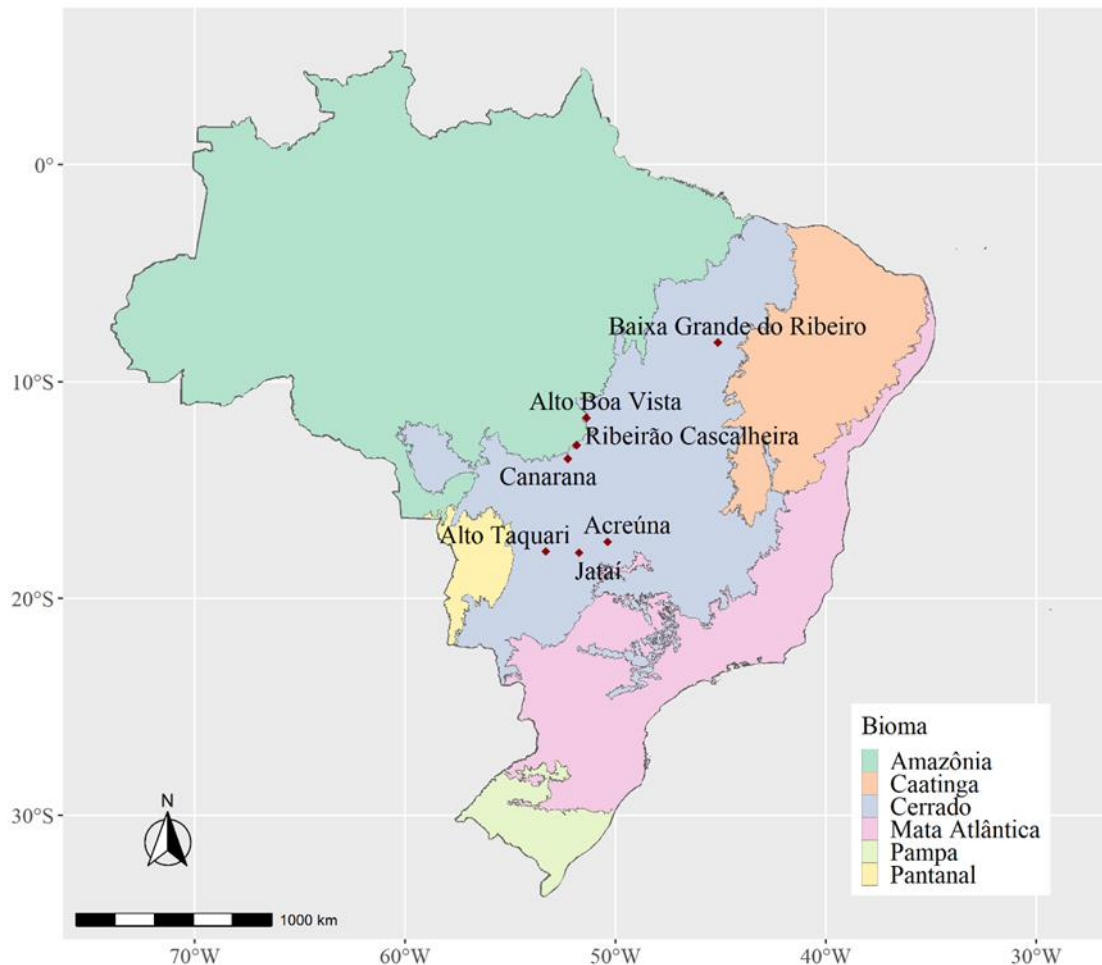 0°
10°S
20°S
30°S
Baixa Grande do Ribeiro
Alto Boa Vista
Ribeirão Cascalheira
Canarana
Acreúna
Alto Taquari
Jataí
Bioma
Amazônia
Caatinga
Cerrado
Mata Atlântica
Pampa
Pantanal
N
1000 km
70°W
60°W
50°W
40°W
30°W